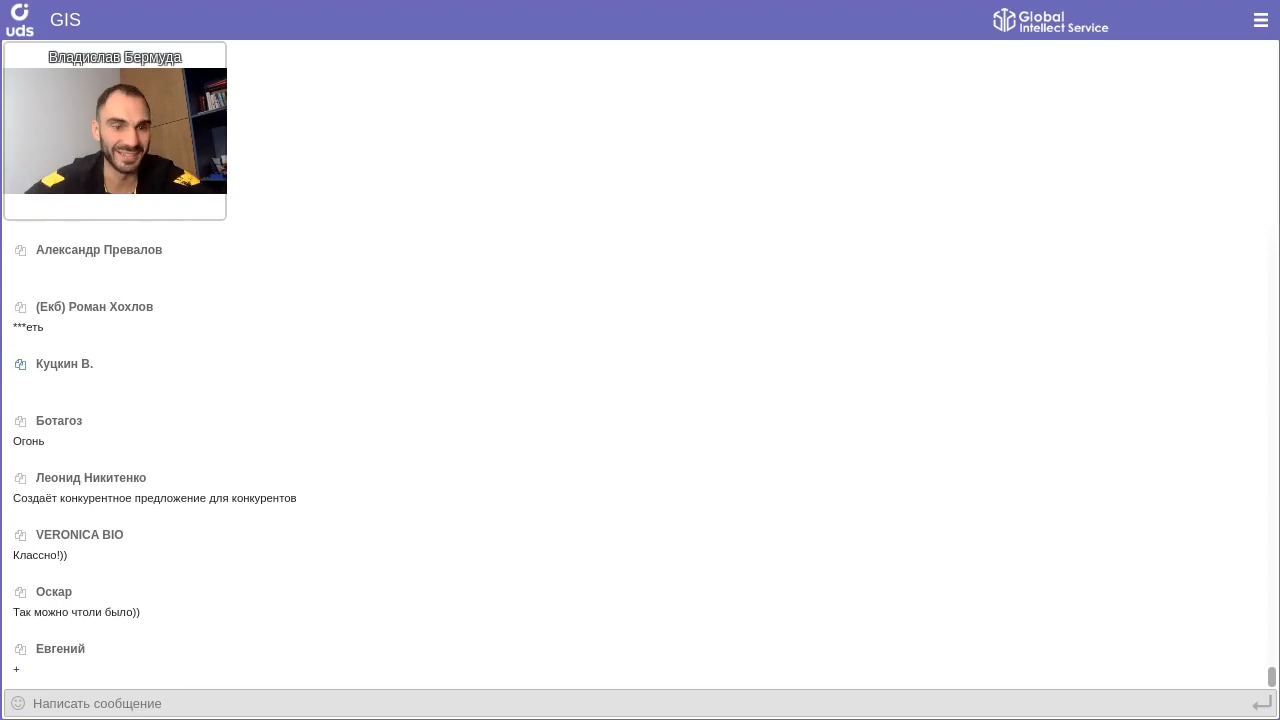 uds
GIS
Global
Intellect Service
Владислав Бермуда
Александр Превалов
(Екб) Роман Хохлов
***еть
Куцкин В.
Ботагоз
Огонь
Леонид Никитенко
Создаёт конкурентное предложение для конкурентов
VERONICA BIO
Классно!))
Оскар
Так можно чтоли было))
Евгений
+
Написать сообщение